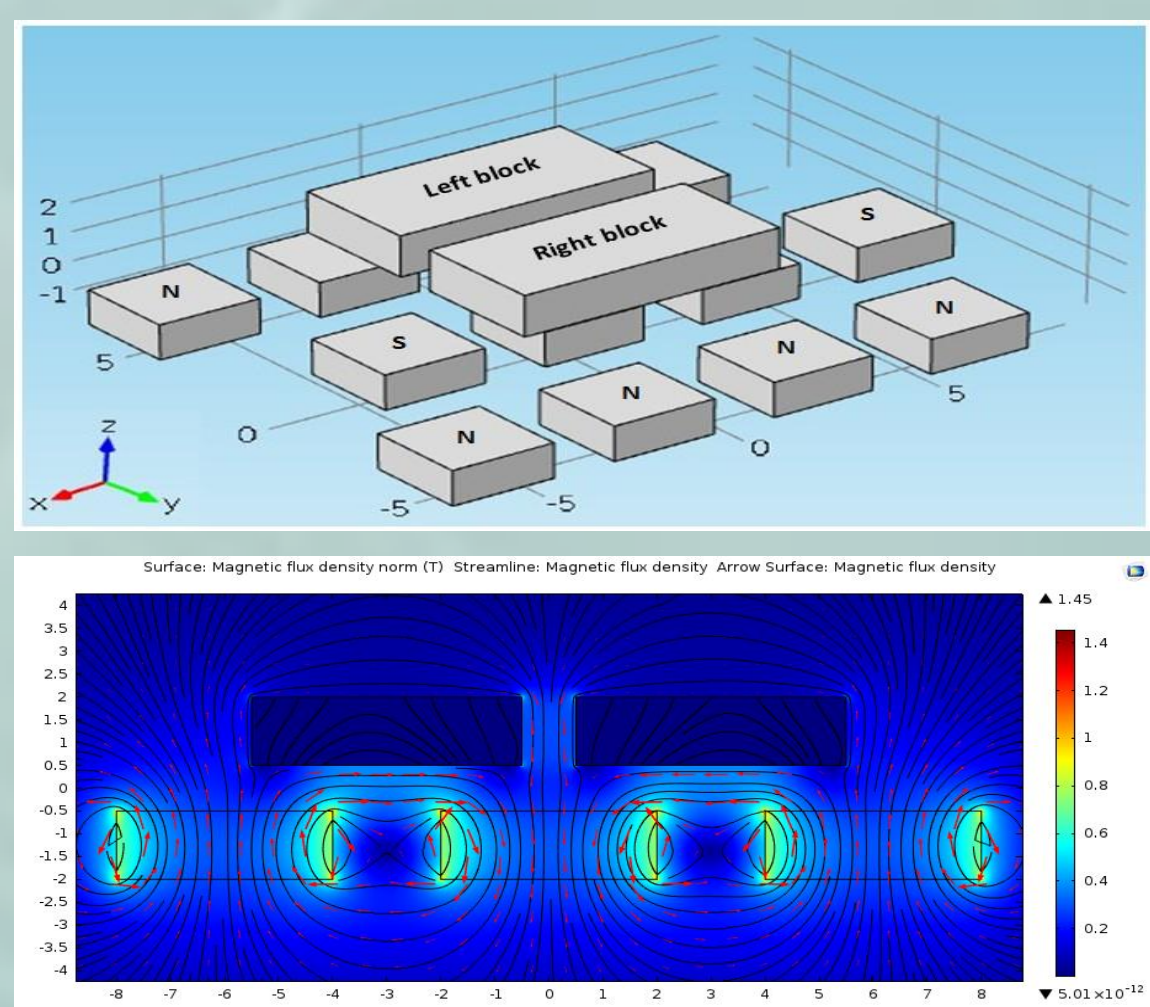 Left block
Right block
S
N
N
S
N
N
N
N
2
1
0
-1
5
0
-5
-5
0
5
z
x
y
Surface: Magnetic flux density norm (T) Streamline: Magnetic flux density Arrow Surface: Magnetic flux density
4
3.5
3
2.5
2
1.5
1
0.5
0
-0.5
-1
-1.5
-2
-2.5
-3
-3.5
-4
-8 -7 -6 -5 -4 -3 -2 -1 0 1 2 3 4 5 6 7 8
▲ 1.45
1.4
1.2
1
0.8
0.6
0.4
0.2
▼ 5.01×10⁻¹²